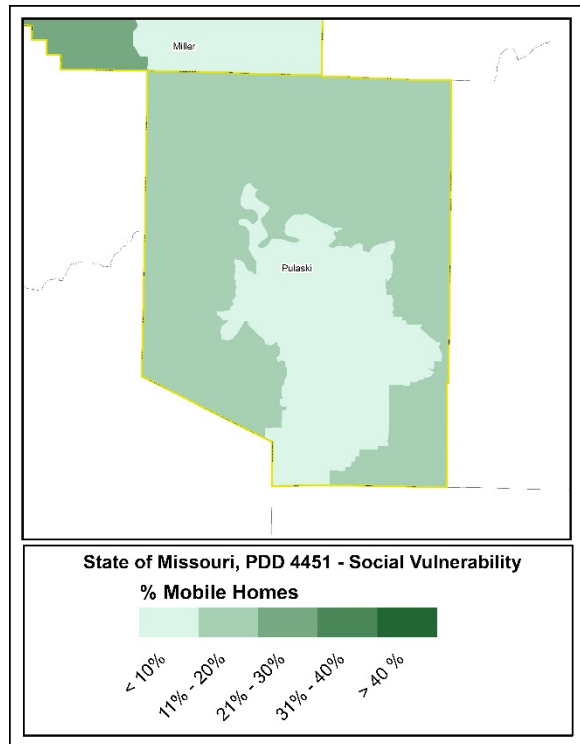 Miller
Pulaski
State of Missouri, PDD 4451 - Social Vulnerability
% Mobile Homes
< 10%
11% - 20%
21% - 30%
31% - 40%
> 40 %